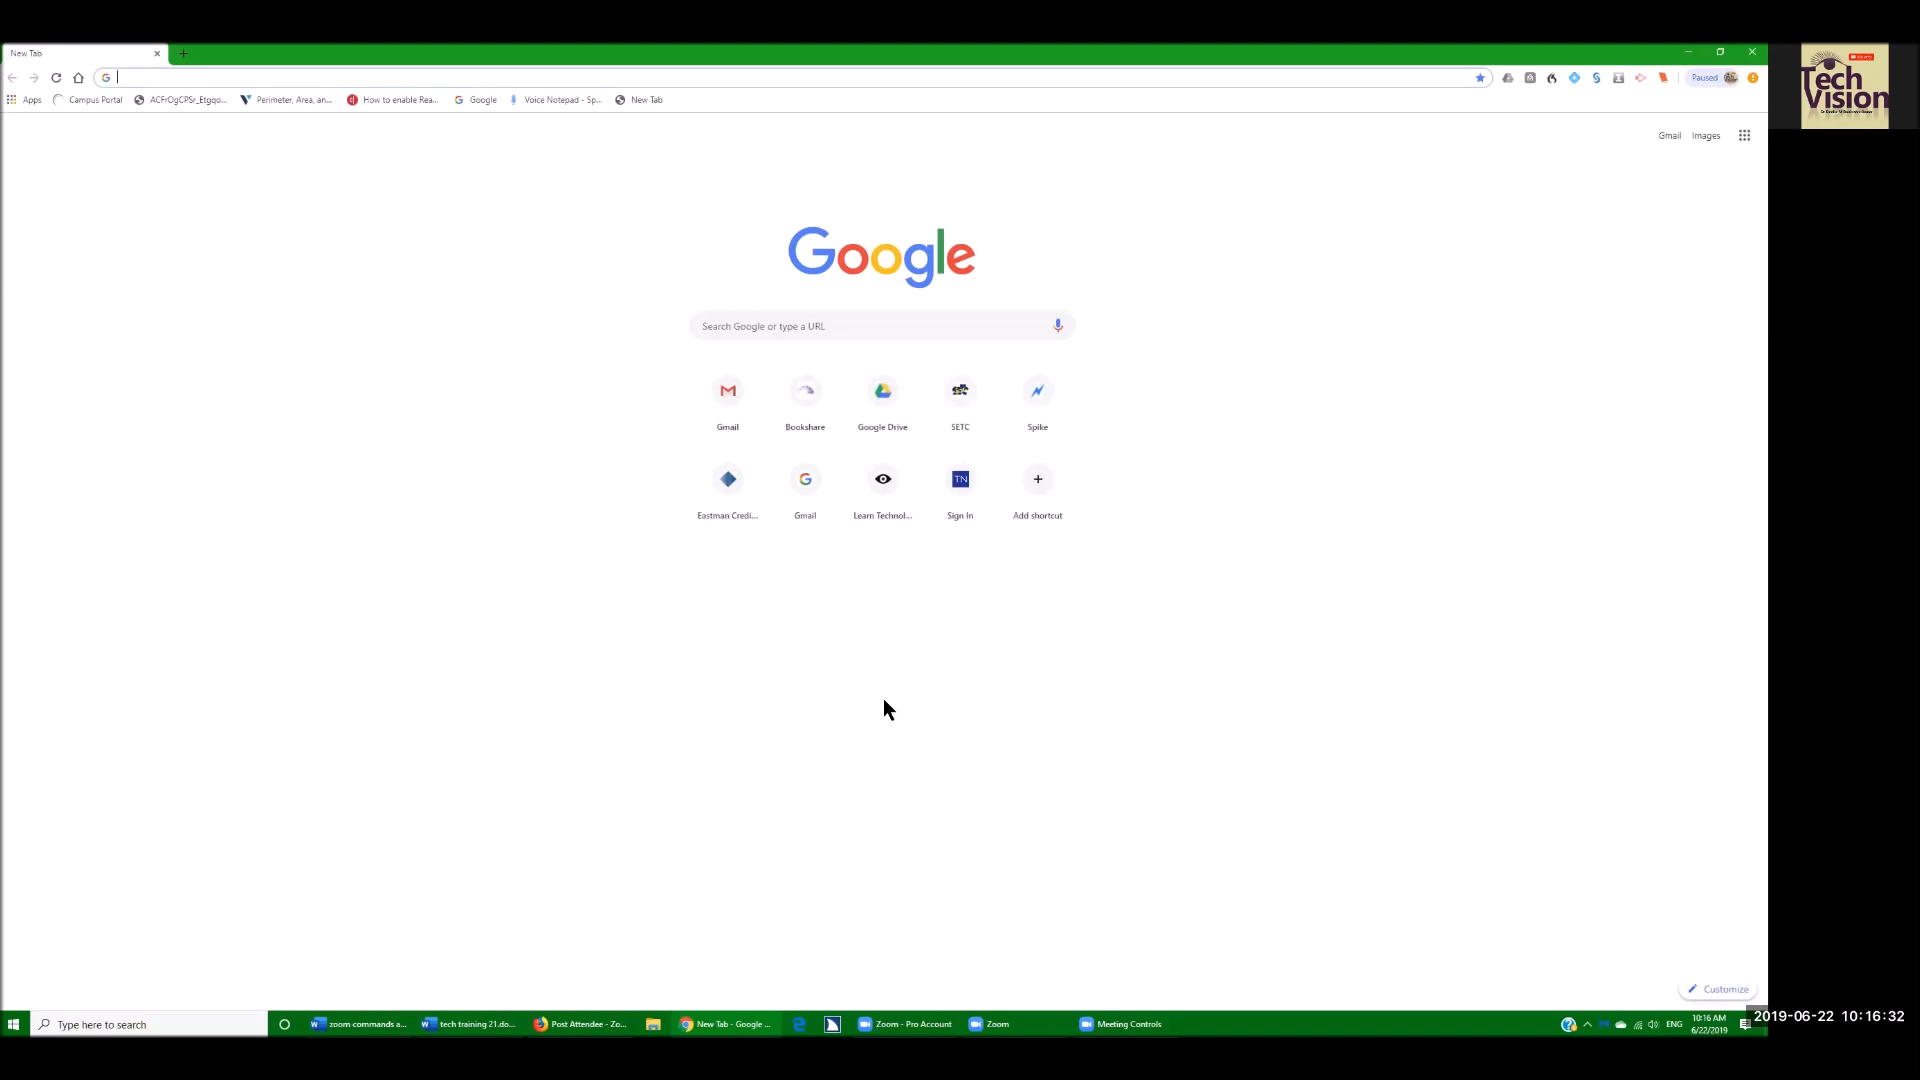 New Tab
Apps Campus Portal ACFrOgCPSr_Etgqo... Perimeter, Area, an... How to enable Rea... Google Voice Notepad - Sp... New Tab
Paused
Tech
Vision
Gmail Images
Google
Search Google or type a URL
Gmail Bookshare Google Drive SETC Spike
TN
Eastman Credi... Gmail Learn Technol... Sign In Add shortcut
Customize
Type here to search
zoom commands a... tech training 21.do... Post Attendee - Zo... New Tab - Google ... Zoom - Pro Account Zoom Meeting Controls
ENG
10:16 AM
6/22/2019
2019-06-22 10:16:32